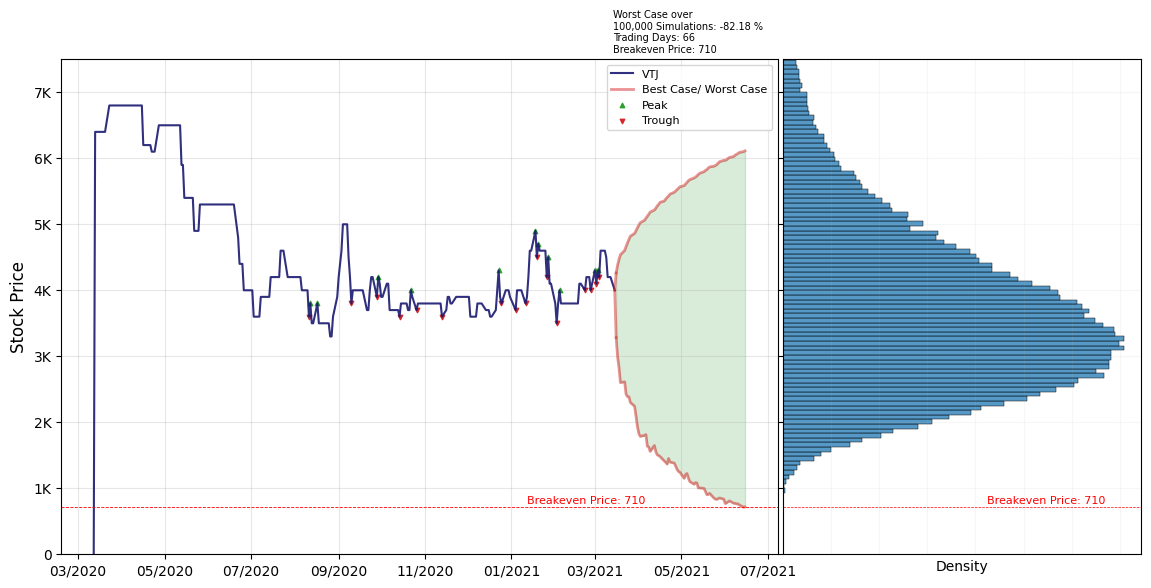 Worst Case over
100,000 Simulations: -82.18 %
Trading Days: 66
Breakeven Price: 710
VTJ
Best Case/ Worst Case
Peak
Trough
Stock Price
7K
6K
5K
4K
3K
2K
1K
0
Breakeven Price: 710
Breakeven Price: 710
03/2020 05/2020 07/2020 09/2020 11/2020 01/2021 03/2021 05/2021 07/2021
Density